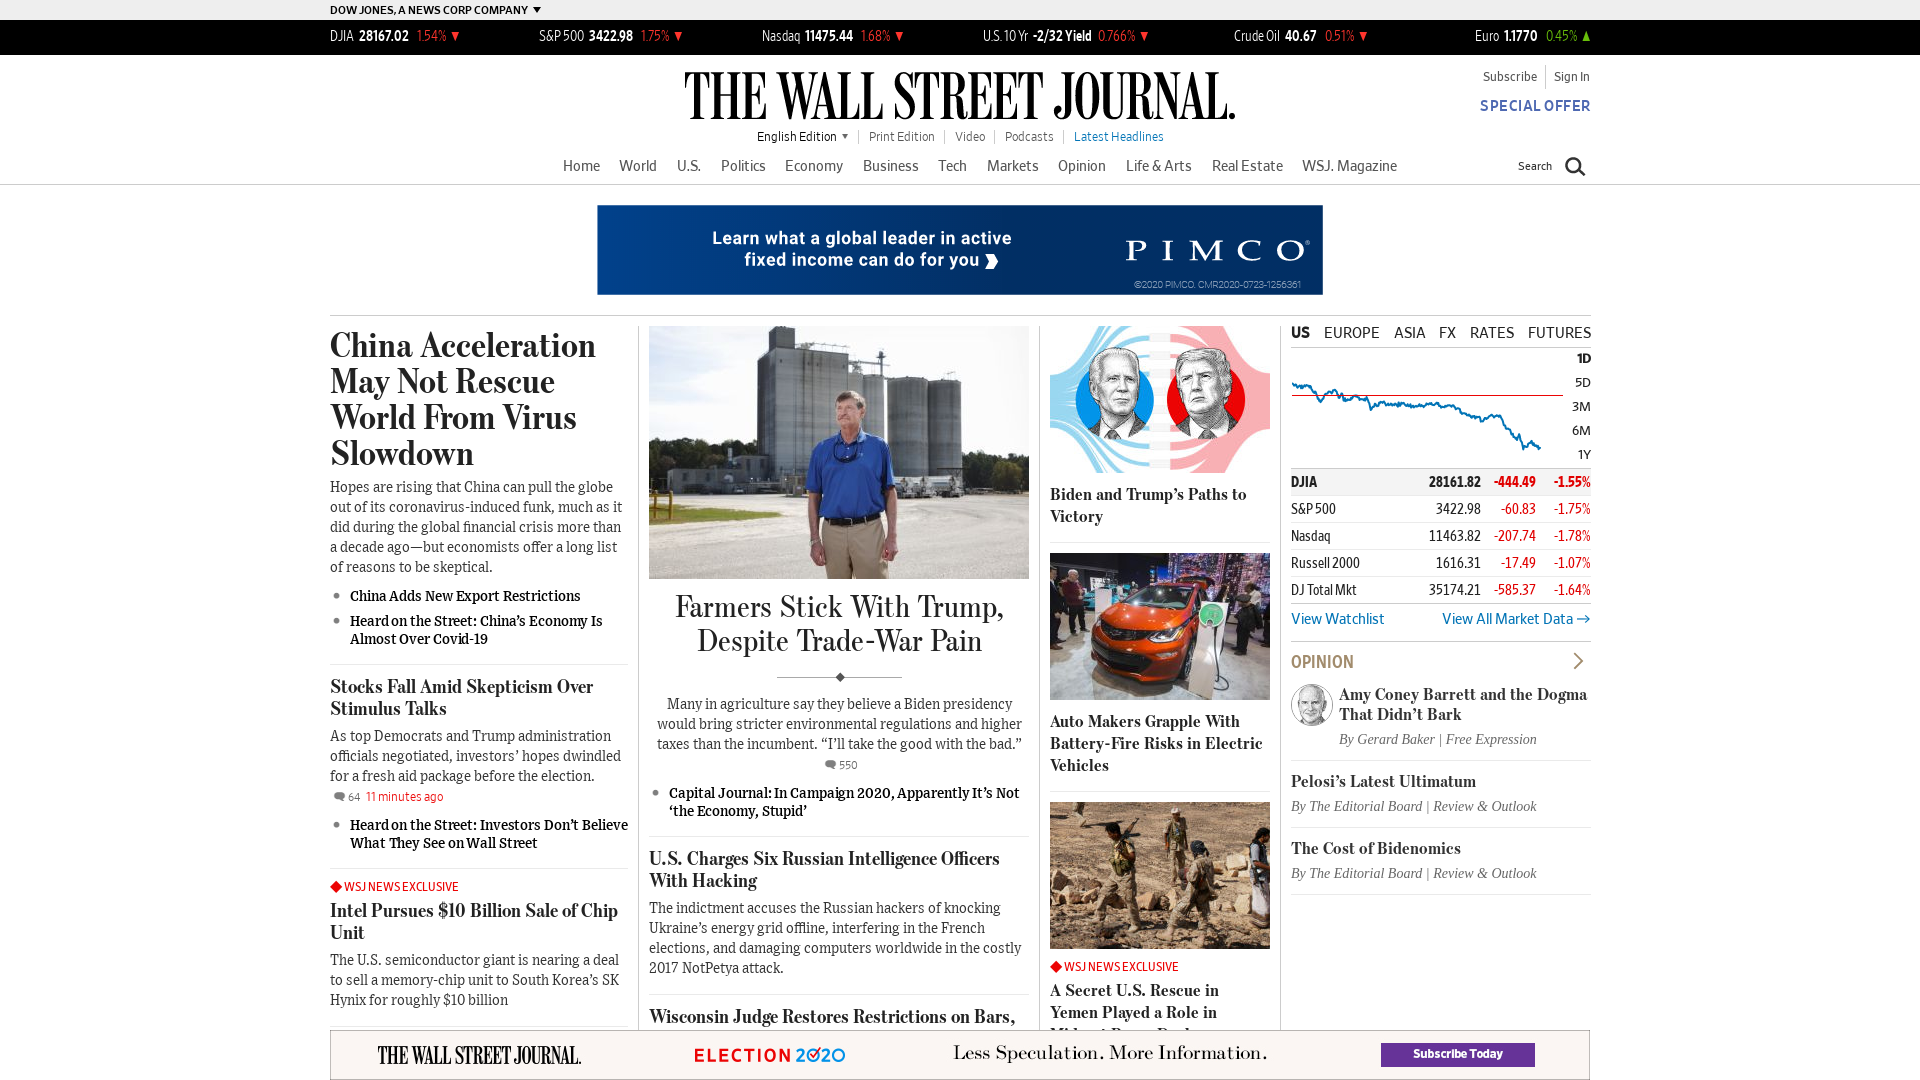 DOW JONES, A NEWS CORP COMPANY
DJIA 28167.02 1.54%
S&P 500 3422.98 1.75%
Nasdaq 11475.44 1.68%
U.S. 10 Yr -2/32 Yield 0.766%
Crude Oil 40.67 0.51%
Euro 1.1770 0.45%
THE WALL STREET JOURNAL.
Subscribe Sign In
SPECIAL OFFER
English Edition Print Edition Video Podcasts Latest Headlines
Home World U.S. Politics Economy Business Tech Markets Opinion Life & Arts Real Estate WSJ. Magazine
Search
Learn what a global leader in active
fixed income can do for you
PIMCO®
©2020 PIMCO. CMR2020-0723-1256361
China Acceleration
May Not Rescue
World From Virus
Slowdown
Hopes are rising that China can pull the globe
out of its coronavirus-induced funk, much as it
did during the global financial crisis more than
a decade ago—but economists offer a long list
of reasons to be skeptical.
China Adds New Export Restrictions
Heard on the Street: China’s Economy Is
Almost Over Covid-19
Stocks Fall Amid Skepticism Over
Stimulus Talks
As top Democrats and Trump administration
officials negotiated, investors’ hopes dwindled
for a fresh aid package before the election.
64 11 minutes ago
Heard on the Street: Investors Don’t Believe
What They See on Wall Street
WSJ NEWS EXCLUSIVE
Intel Pursues $10 Billion Sale of Chip
Unit
The U.S. semiconductor giant is nearing a deal
to sell a memory-chip unit to South Korea’s SK
Hynix for roughly $10 billion
Farmers Stick With Trump,
Despite Trade-War Pain
Many in agriculture say they believe a Biden presidency
would bring stricter environmental regulations and higher
taxes than the incumbent. “I’ll take the good with the bad.”
550
Capital Journal: In Campaign 2020, Apparently It’s Not
‘the Economy, Stupid’
U.S. Charges Six Russian Intelligence Officers
With Hacking
The indictment accuses the Russian hackers of knocking
Ukraine’s energy grid offline, interfering in the French
elections, and damaging computers worldwide in the costly
2017 NotPetya attack.
Wisconsin Judge Restores Restrictions on Bars,
Biden and Trump’s Paths to
Victory
Auto Makers Grapple With
Battery-Fire Risks in Electric
Vehicles
WSJ NEWS EXCLUSIVE
A Secret U.S. Rescue in
Yemen Played a Role in
US EUROPE ASIA FX RATES FUTURES
1D
5D
3M
6M
1Y
DJIA 28161.82 -444.49 -1.55%
S&P 500 3422.98 -60.83 -1.75%
Nasdaq 11463.82 -207.74 -1.78%
Russell 2000 1616.31 -17.49 -1.07%
DJ Total Mkt 35174.21 -585.37 -1.64%
View Watchlist View All Market Data
OPINION
Amy Coney Barrett and the Dogma
That Didn’t Bark
By Gerard Baker | Free Expression
Pelosi’s Latest Ultimatum
By The Editorial Board | Review & Outlook
The Cost of Bidenomics
By The Editorial Board | Review & Outlook
THE WALL STREET JOURNAL.
ELECTION 2020
Less Speculation. More Information.
Subscribe Today